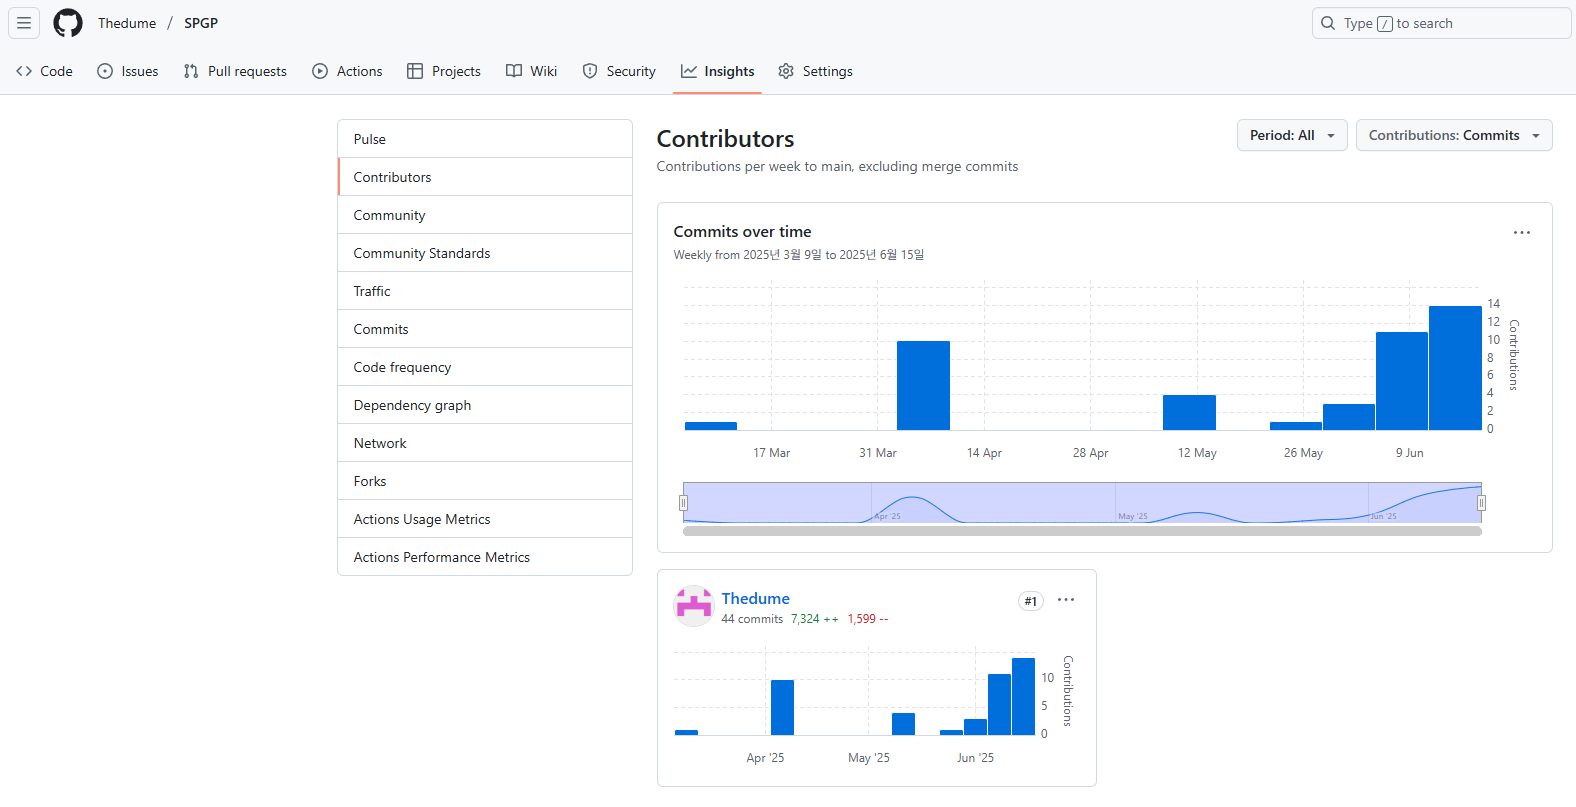 Thedume / SPGP
Type / to search
Code Issues Pull requests Actions Projects Wiki Security Insights Settings
Pulse
Contributors
Community
Community Standards
Traffic
Commits
Code frequency
Dependency graph
Network
Forks
Actions Usage Metrics
Actions Performance Metrics
Contributors
Contributions per week to main, excluding merge commits
Period: All
Contributions: Commits
Commits over time
Weekly from 2025년 3월 9일 to 2025년 6월 15일
14
12
10
8
6
4
2
0
Contributions
17 Mar 31 Mar 14 Apr 28 Apr 12 May 26 May 9 Jun
Apr '25 May '25 Jun '25
Thedume
#1
44 commits 7,324 ++ 1,599 --
10
5
0
Contributions
Apr '25 May '25 Jun '25